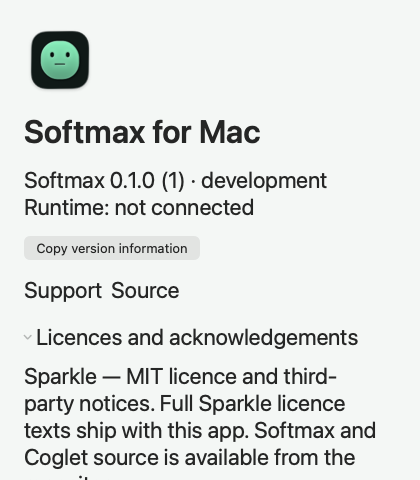 Softmax for Mac
Softmax 0.1.0 (1) · development
Runtime: not connected
Copy version information
Support Source
Licences and acknowledgements
Sparkle — MIT licence and third-
party notices. Full Sparkle licence
texts ship with this app. Softmax and
Coglet source is available from the